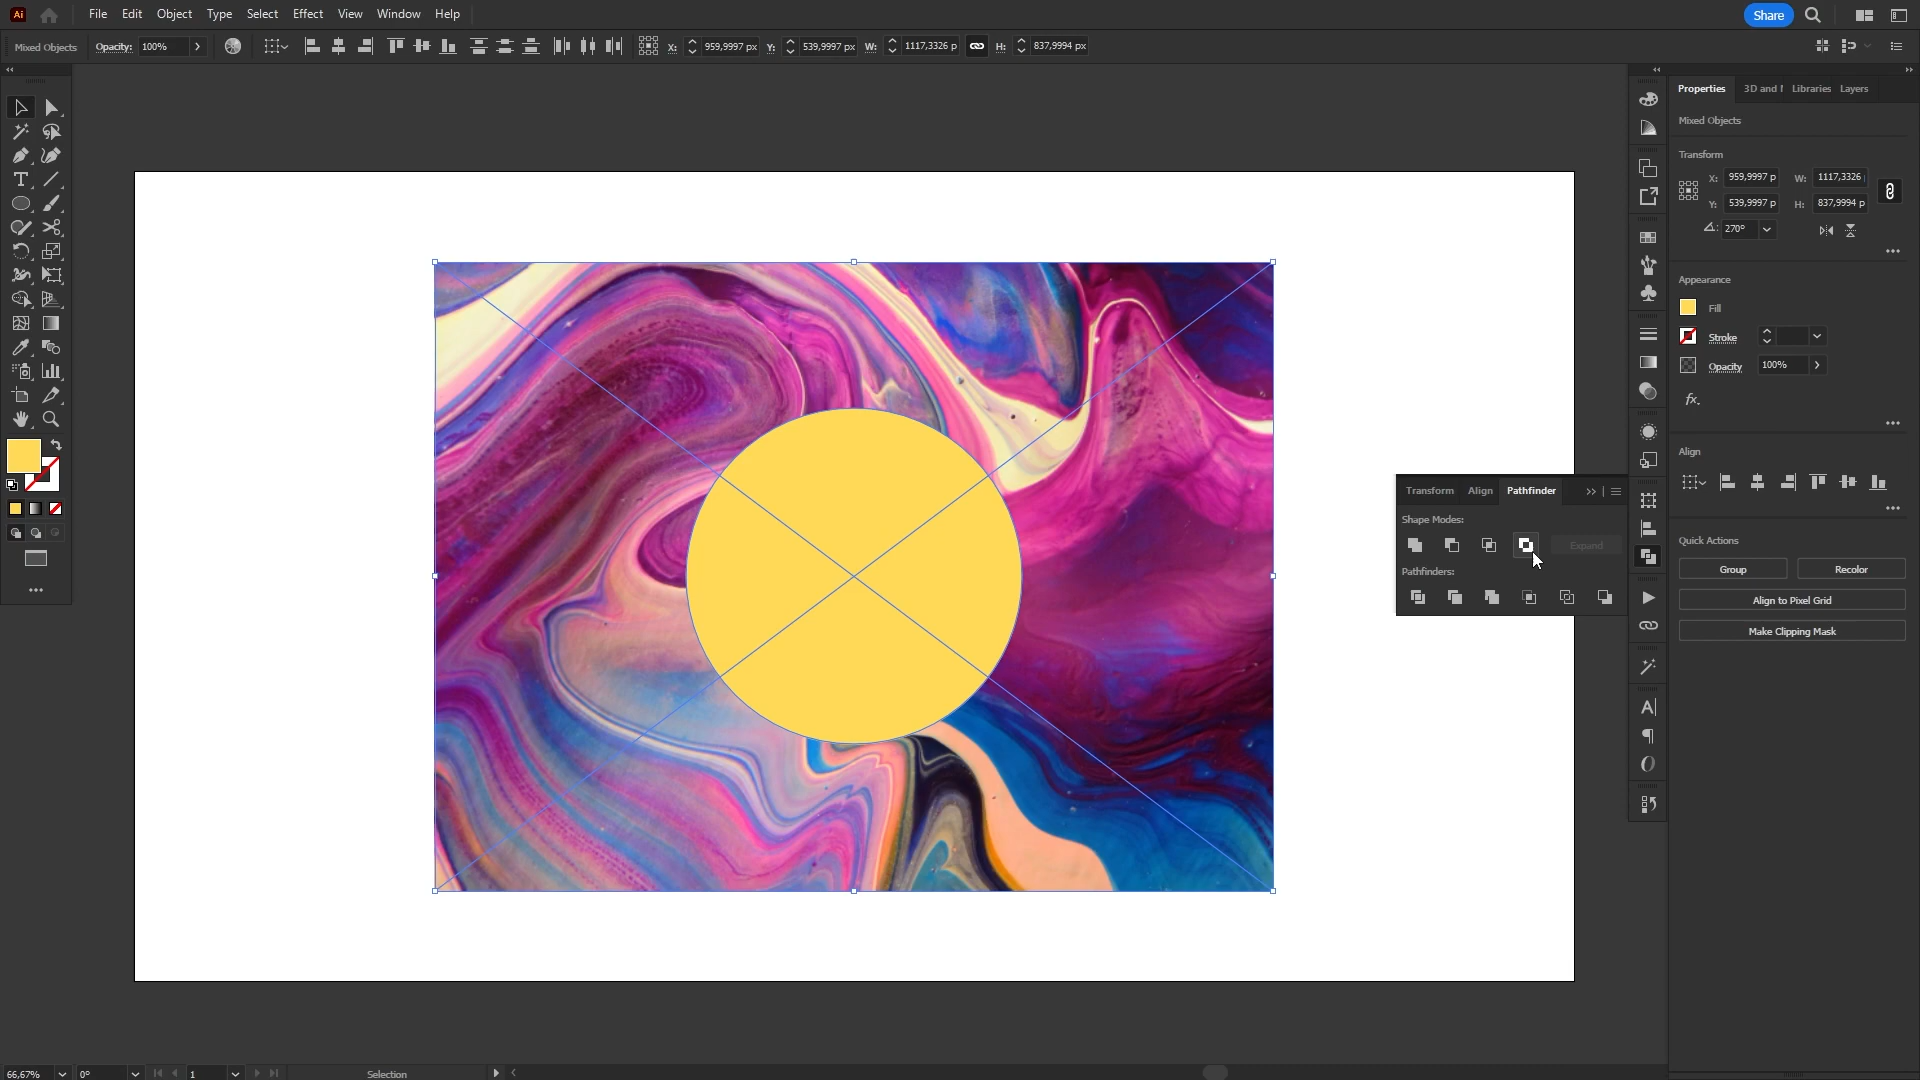 Ai File Edit Object Type Select Effect View Window Help Share
Mixed Objects Opacity: 100% X: 959,9997 px Y: 539,9997 px W: 1117,3326 p H: 837,9994 px
Properties 3D and Libraries Layers
Mixed Objects
Transform
X: 959,9997 p W: 1117,3326
Y: 539,9997 p H: 837,9994 p
270°
Appearance
Fill
Stroke
Opacity 100%
fx.
Align
Transform Align Pathfinder
Shape Modes:
Expand
Pathfinders:
Quick Actions
Group Recolor
Align to Pixel Grid
Make Clipping Mask
66,67% 0° 1 Selection